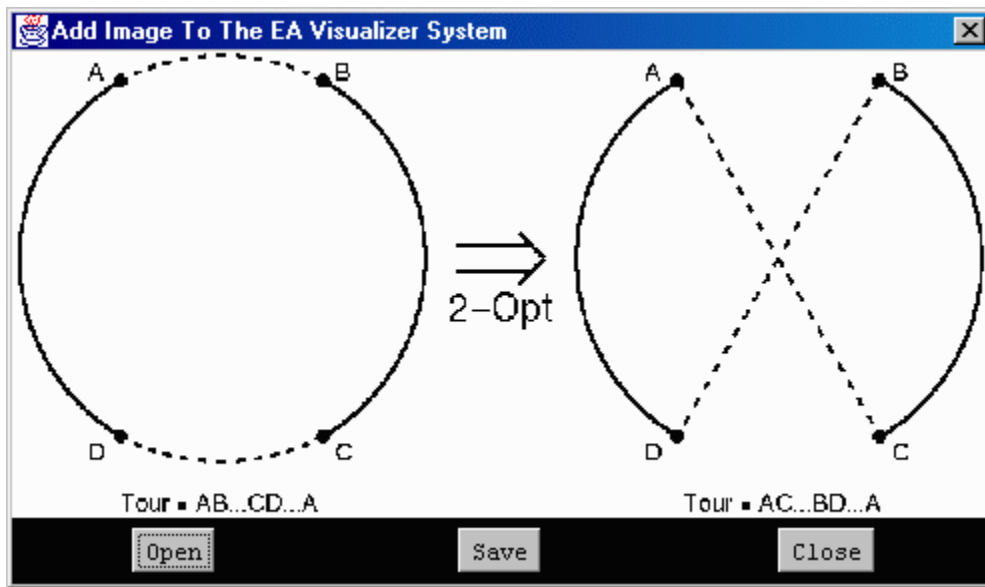 Add Image To The EA Visualizer System
A B A B
2-Opt
D C D C
Tour = AB...CD...A Tour = AC...BD...A
Open Save Close